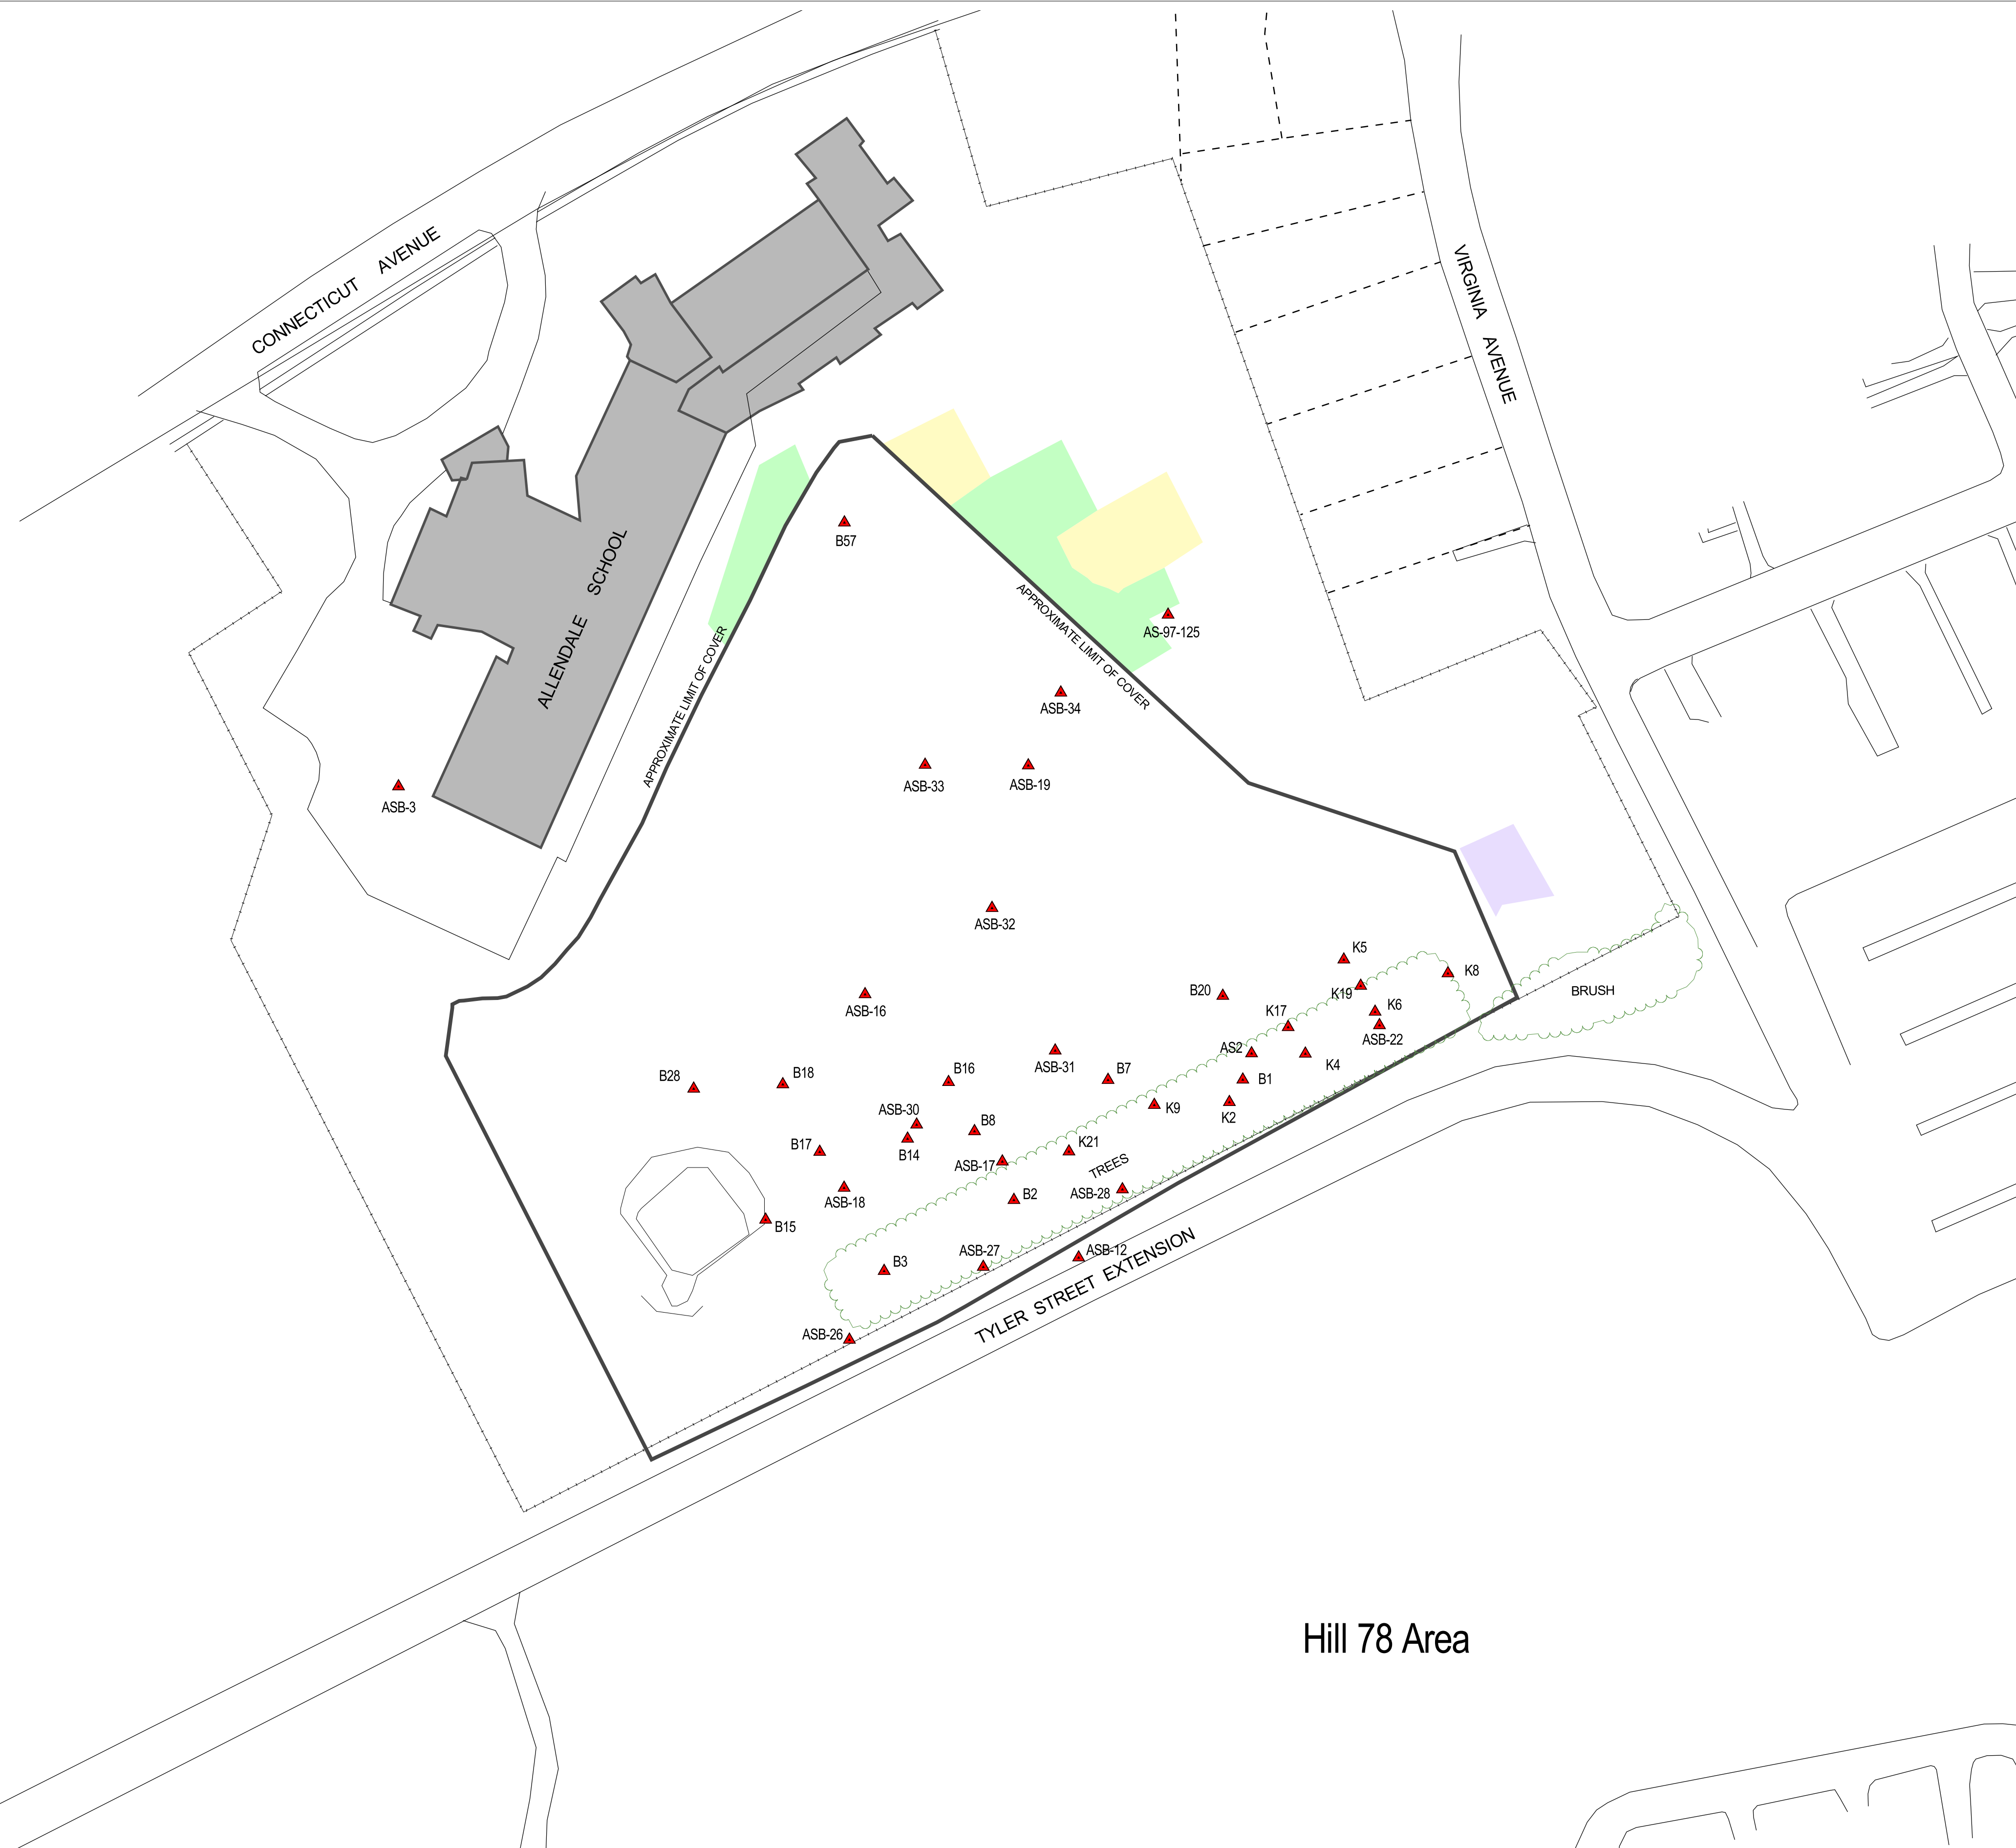 CONNECTICUT AVENUE
VIRGINIA AVENUE
ALLENDALE SCHOOL
B57
APPROXIMATE LIMIT OF COVER
APPROXIMATE LIMIT OF COVER
AS-97-125
ASB-34
ASB-33
ASB-19
ASB-3
ASB-32
K5
K8
B20
K19
BRUSH
ASB-16
K17
K6
ASB-22
AS2
ASB-31
K4
B28
B18
B16
B7
B1
K9
K2
ASB-30
B8
B17
B14
K21
ASB-17
TREES
ASB-18
B2
ASB-28
B15
B3
ASB-27
ASB-12
TYLER STREET EXTENSION
ASB-26
Hill 78 Area